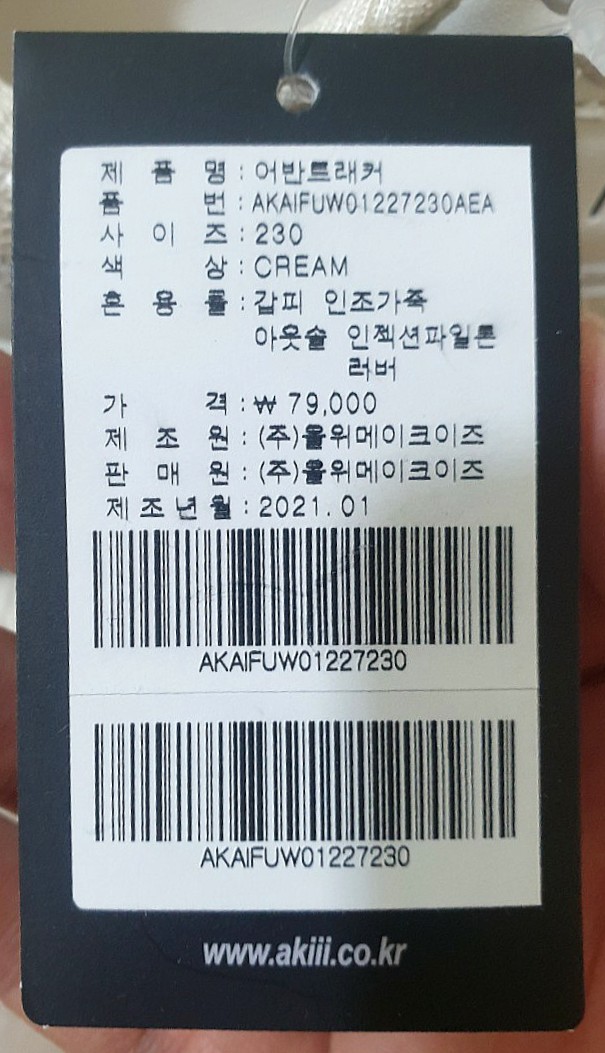 제 품 명 : 어반트래커
품 번 : AKAIFUW01227230AEA
사 이 즈 : 230
색 상 : CREAM
혼 용 률 : 갑피 인조가죽
아웃솔 인젝션파일론
러버
가 격 : ₩ 79,000
제 조 원 : (주)올위메이크이즈
판 매 원 : (주)올위메이크이즈
제 조 년 월 : 2021.01
AKAIFUW01227230
AKAIFUW01227230
www.akiii.co.kr